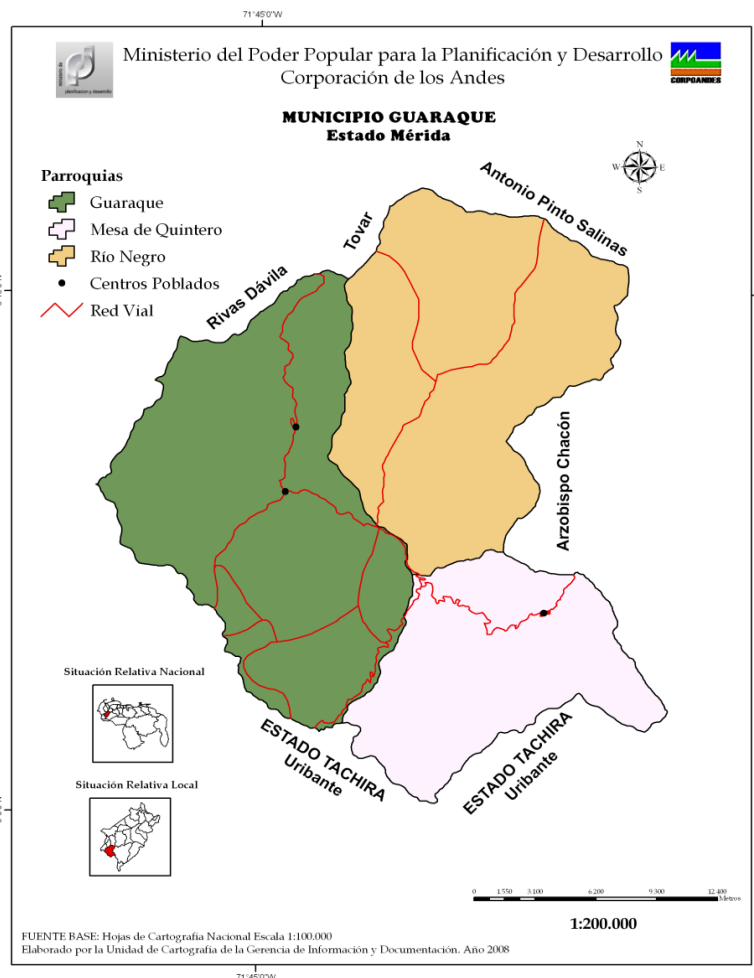 71°45'0"W
Ministerio del Poder Popular para la Planificación y Desarrollo
Corporación de los Andes
CORPOANDES
MUNICIPIO GUARAQUE
Estado Mérida
N
W E
S
Parroquias
Guaraque
Mesa de Quintero
Río Negro
Centros Poblados
Red Vial
Antonio Pinto Salinas
Tovar
Rivas Dávila
Arzobispo Chacón
ESTADO TACHIRA
Uribante
ESTADO TACHIRA
Uribante
Situación Relativa Nacional
Situación Relativa Local
0 1.550 3.100 6.200 9.300 12.400
Metros
1:200.000
FUENTE BASE: Hojas de Cartografía Nacional Escala 1:100.000
Elaborado por la Unidad de Cartografía de la Gerencia de Información y Documentación. Año 2008
71°45'0"W